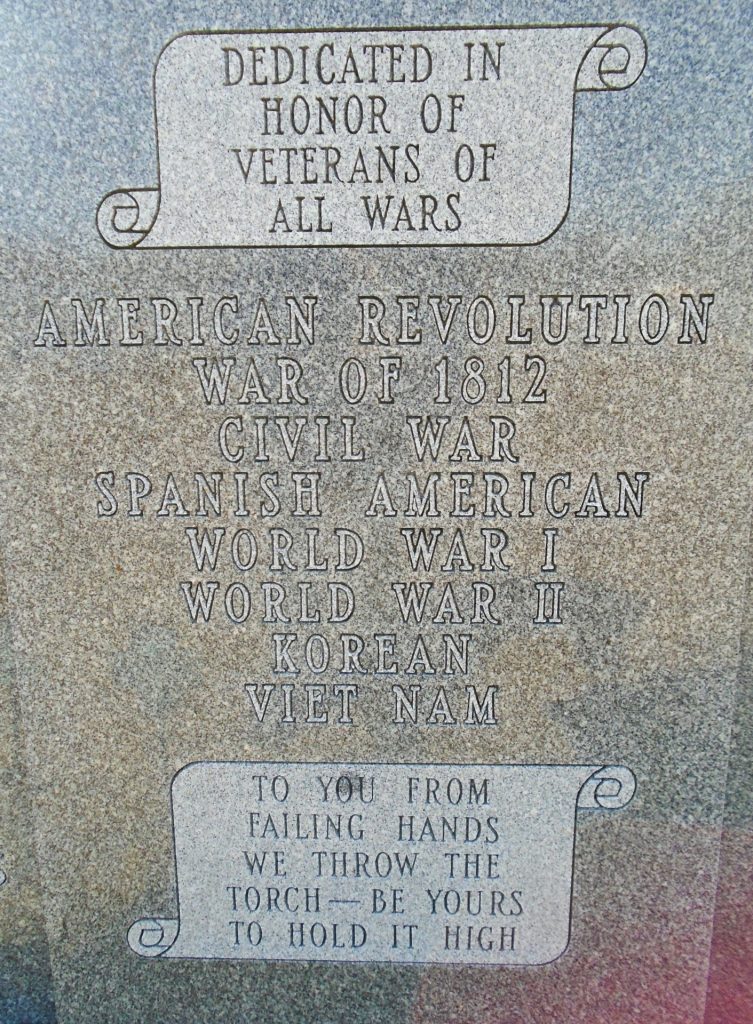 DEDICATED IN
HONOR OF
VETERANS OF
ALL WARS
AMERICAN REVOLUTION
WAR OF 1812
CIVIL WAR
SPANISH AMERICAN
WORLD WAR I
WORLD WAR II
KOREAN
VIET NAM
TO YOU FROM
FAILING HANDS
WE THROW THE
TORCH — BE YOURS
TO HOLD IT HIGH